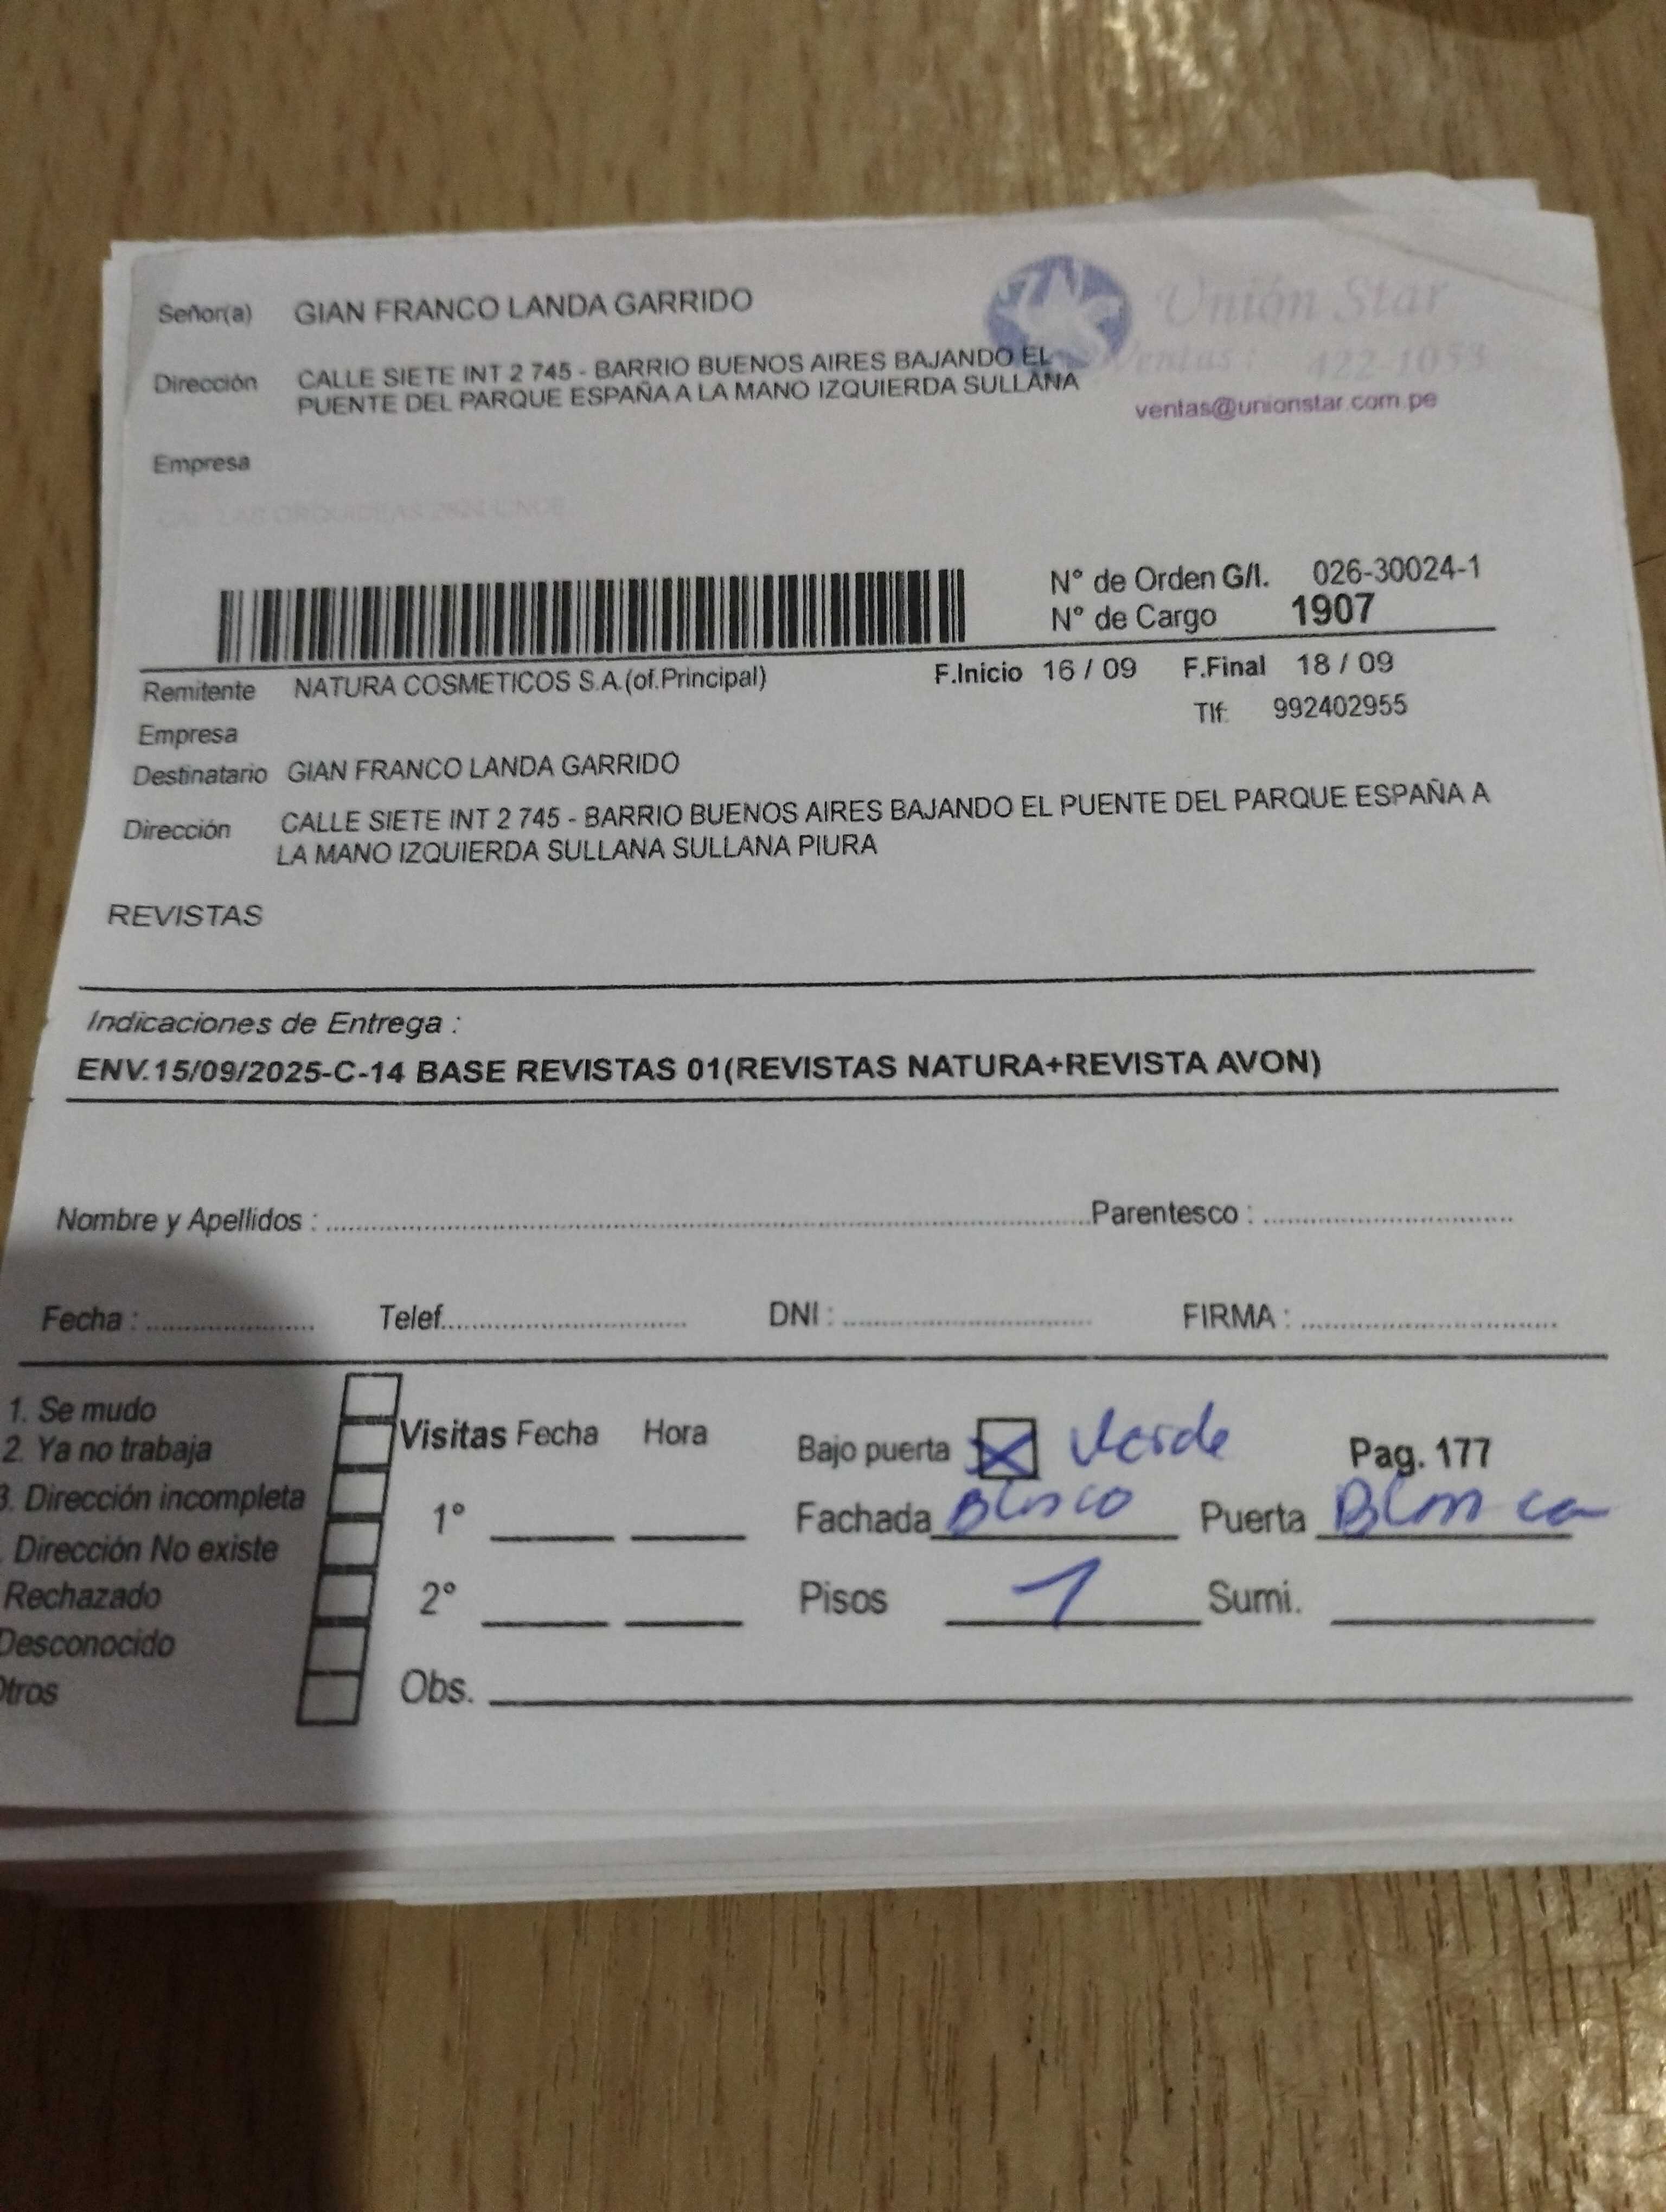 Unión Star
Señor(a) GIAN FRANCO LANDA GARRIDO
Ventas: 422-10
Dirección CALLE SIETE INT 2 745 - BARRIO BUENOS AIRES BAJANDO EL
PUENTE DEL PARQUE ESPAÑA A LA MANO IZQUIERDA SULLANA
ventas@unionstar.com.pe
Empresa
N° de Orden G/I. 026-30024-1
N° de Cargo 1907
Remitente NATURA COSMETICOS S.A.(of.Principal) F.Inicio 16 / 09 F.Final 18 / 09
Tlf: 992402955
Empresa
Destinatario GIAN FRANCO LANDA GARRIDO
Dirección CALLE SIETE INT 2 745 - BARRIO BUENOS AIRES BAJANDO EL PUENTE DEL PARQUE ESPAÑA A
LA MANO IZQUIERDA SULLANA SULLANA PIURA
REVISTAS
Indicaciones de Entrega :
ENV.15/09/2025-C-14 BASE REVISTAS 01(REVISTAS NATURA+REVISTA AVON)
Nombre y Apellidos : Parentesco :
Fecha : Telef. DNI : FIRMA :
1. Se mudo
2. Ya no trabaja
3. Dirección incompleta
. Dirección No existe
Rechazado
Desconocido
Otros
Visitas Fecha Hora
1°
2°
Obs.
Bajo puerta Verde Pag. 177
Fachada Blanco Puerta Blanca
Pisos 1 Sumi.